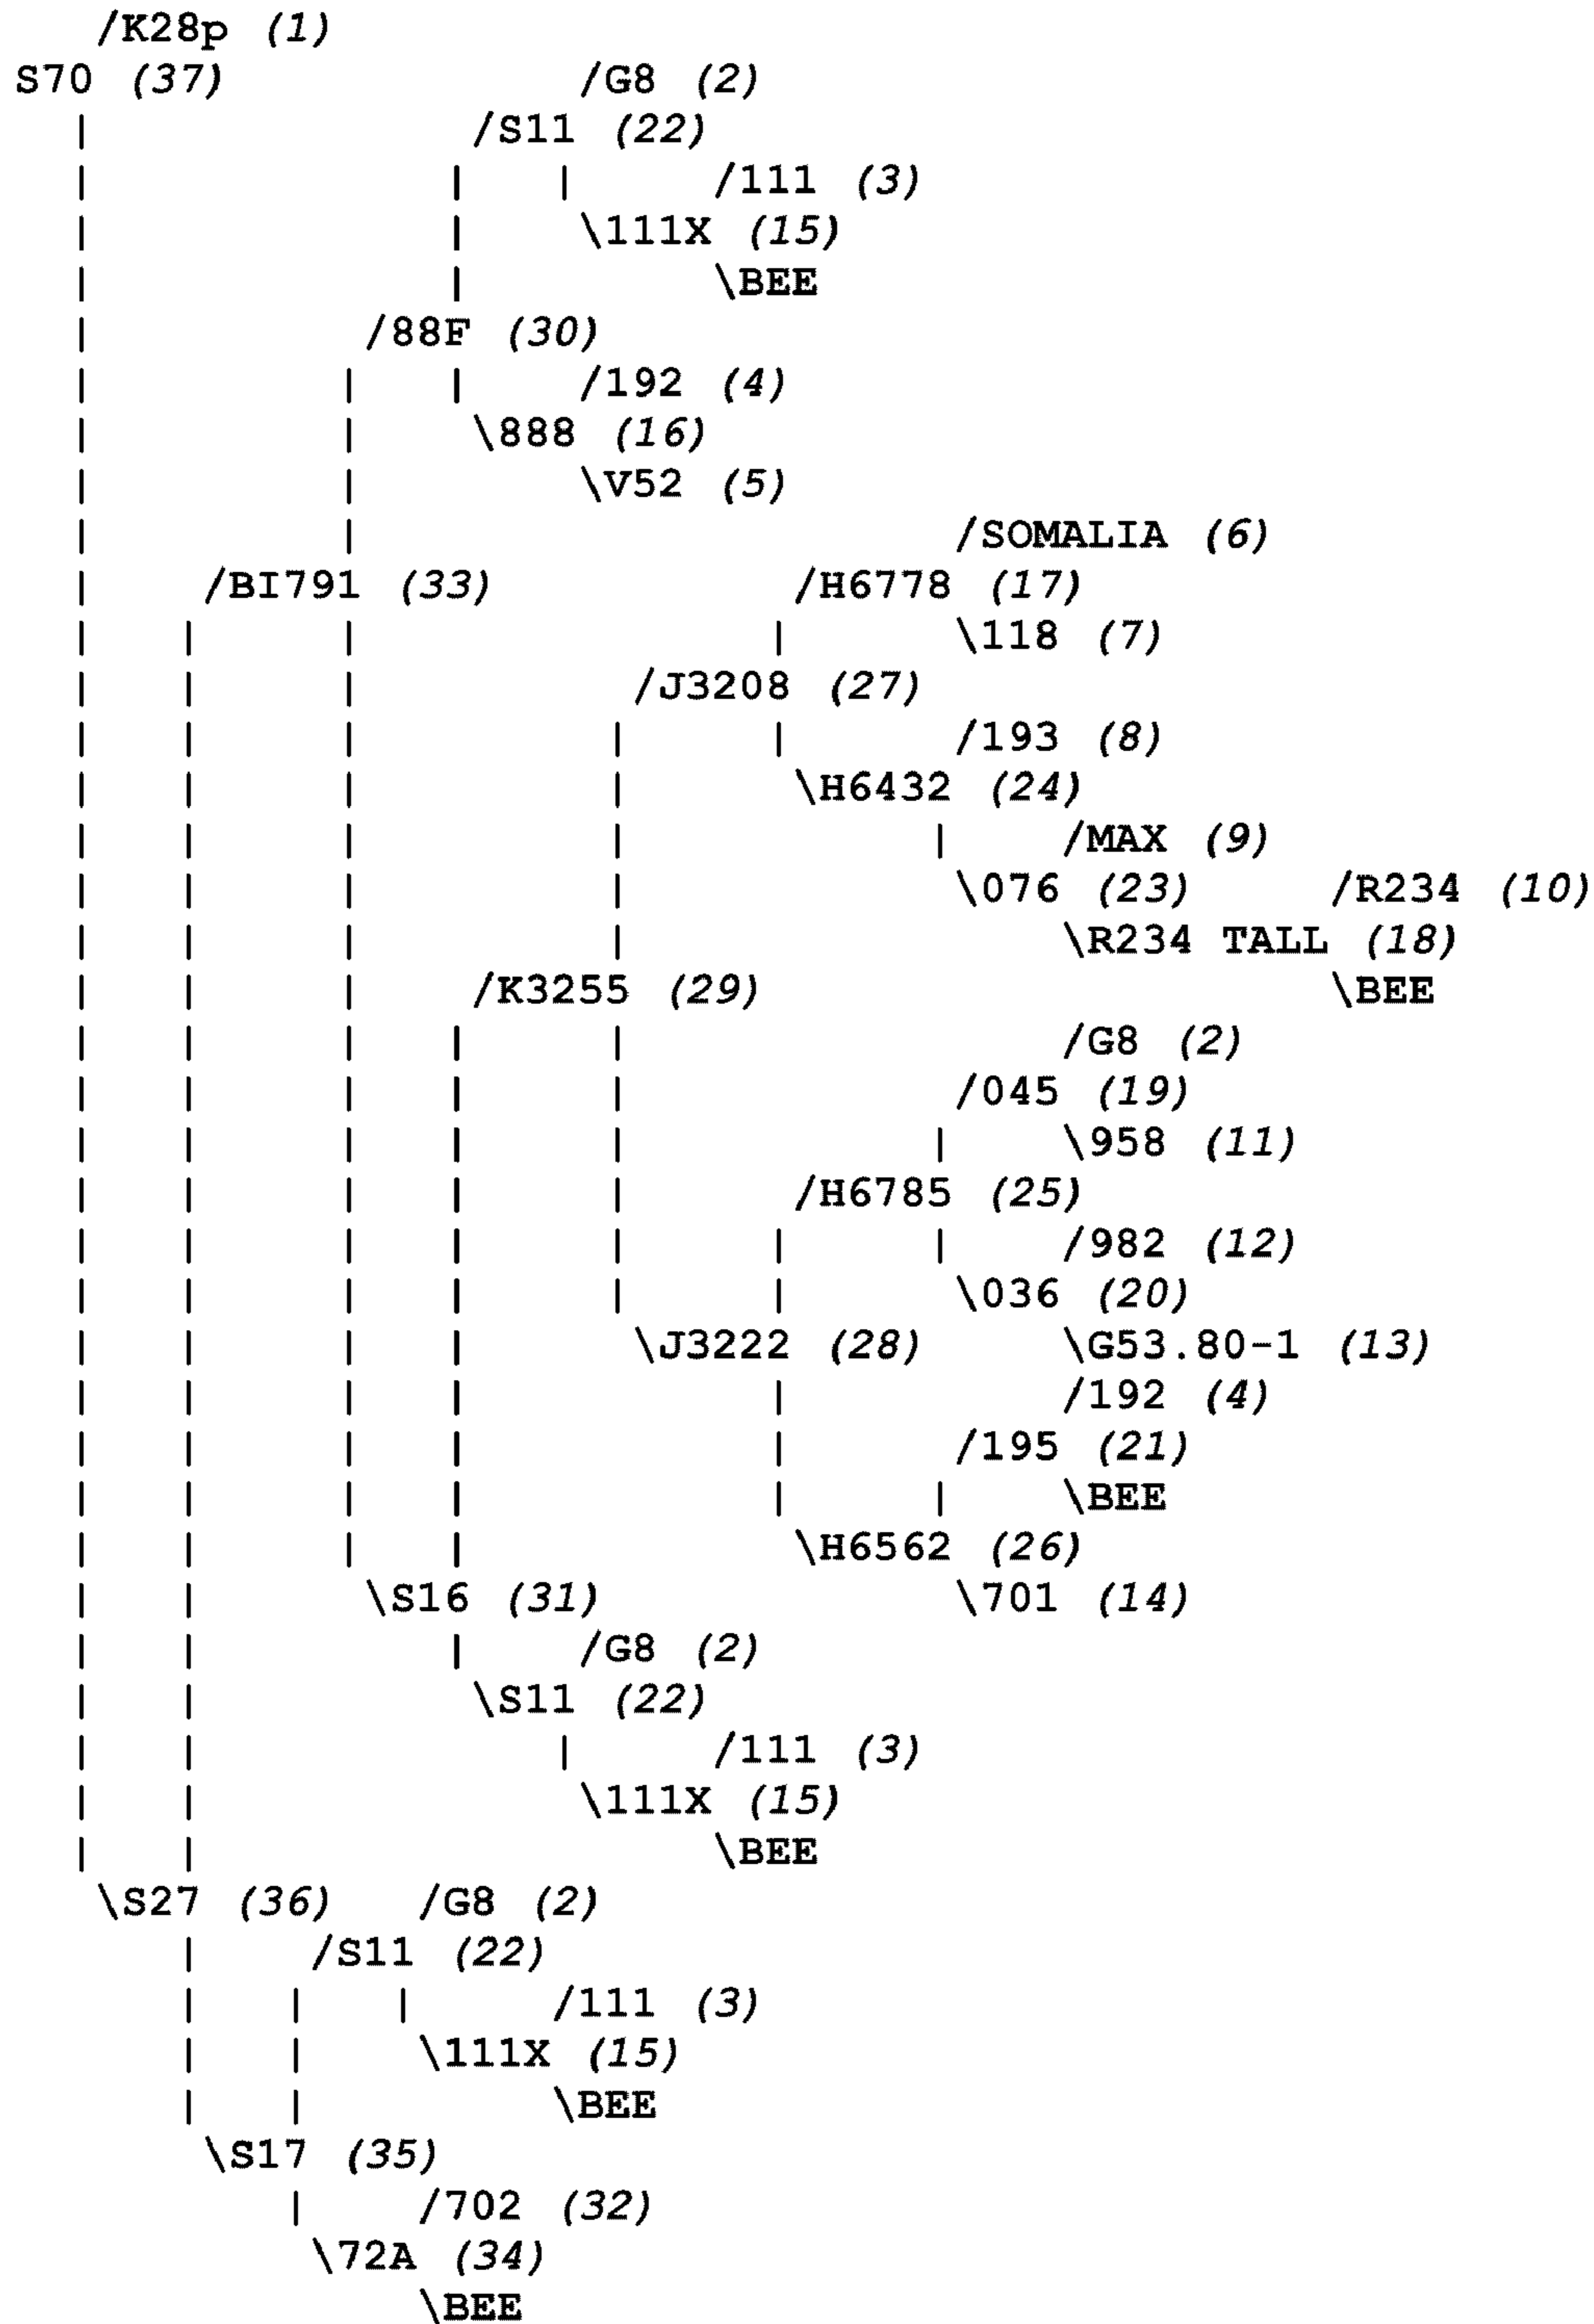 /K28p (1)
S70 (37) /G8 (2)
| /S11 (22)
| | | /111 (3)
| | \111X (15)
| | \BEE
| /88F (30)
| | | /192 (4)
| | \888 (16)
| | \V52 (5)
| | /SOMALIA (6)
| /BI791 (33) /H6778 (17)
| | | | \118 (7)
| | | /J3208 (27)
| | | | | /193 (8)
| | | | \H6432 (24)
| | | | | /MAX (9)
| | | | \076 (23) /R234 (10)
| | | | \R234 TALL (18)
| | | /K3255 (29) \BEE
| | | | | /G8 (2)
| | | | | /045 (19)
| | | | | | \958 (11)
| | | | | /H6785 (25)
| | | | | | | /982 (12)
| | | | | | \036 (20)
| | | | \J3222 (28) \G53.80-1 (13)
| | | | | /192 (4)
| | | | | /195 (21)
| | | | | | \BEE
| | | | \H6562 (26)
| | \S16 (31) \701 (14)
| | | /G8 (2)
| | \S11 (22)
| | | /111 (3)
| | \111X (15)
| | \BEE
\S27 (36) /G8 (2)
| /S11 (22)
| | | /111 (3)
| | \111X (15)
| | \BEE
\S17 (35)
| /702 (32)
\72A (34)
\BEE